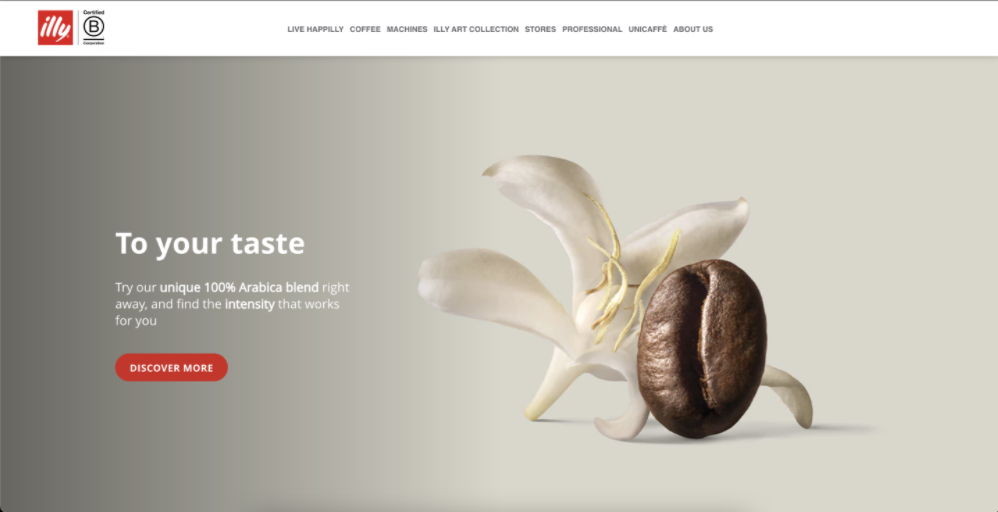 illy
Certified
B
Corporation
LIVE HAPPILLY COFFEE MACHINES ILLY ART COLLECTION STORES PROFESSIONAL UNICAFFÈ ABOUT US
To your taste
Try our unique 100% Arabica blend right
away, and find the intensity that works
for you
DISCOVER MORE